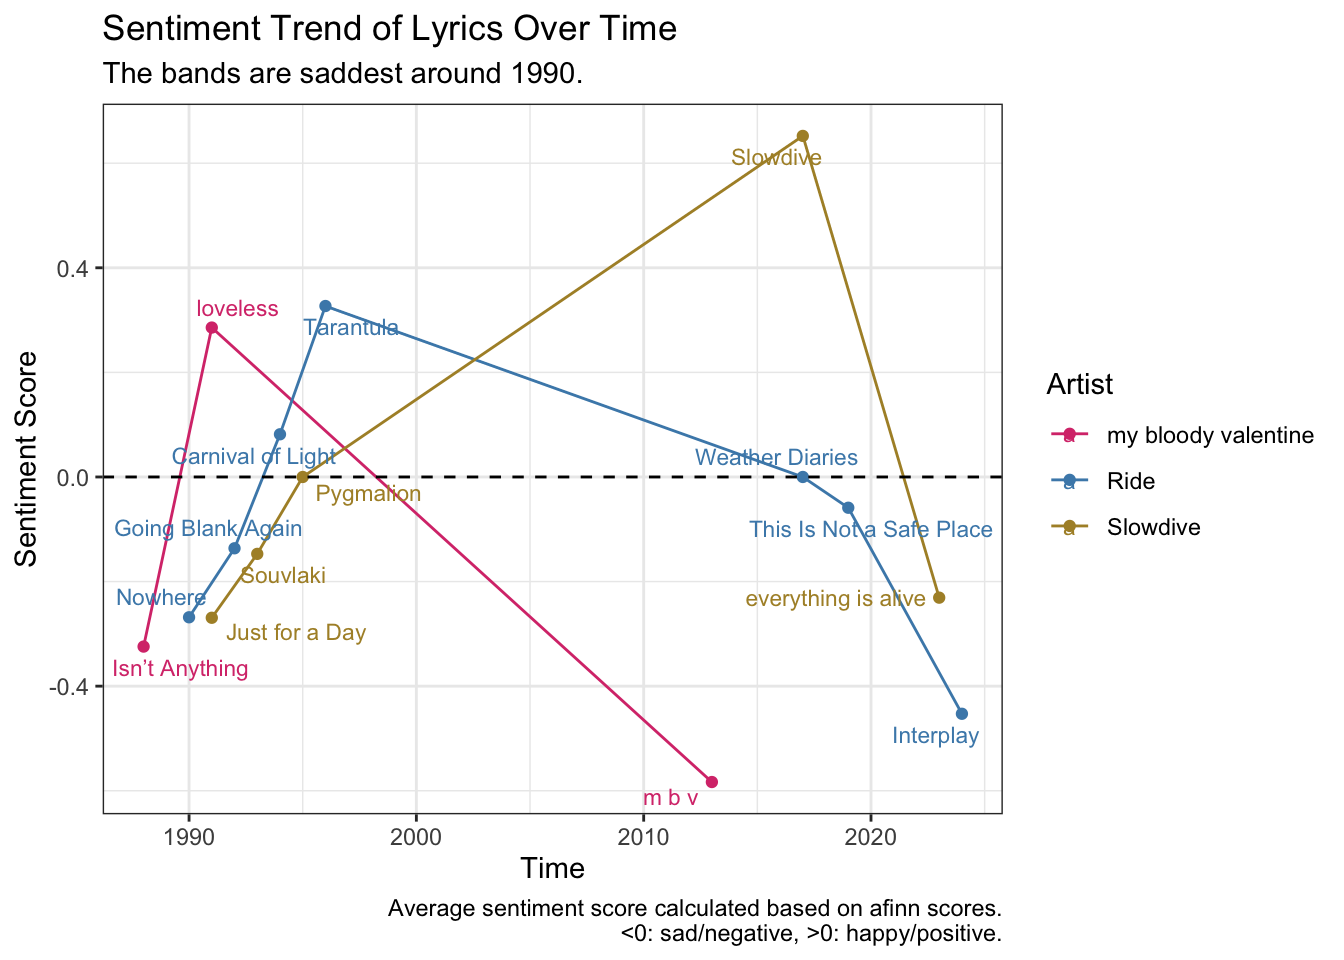 Sentiment Trend of Lyrics Over Time
The bands are saddest around 1990.
Sentiment Score
0.4
0.0
-0.4
Slowdive
loveless
Tarantula
Carnival of Light
Weather Diaries
Pygmalion
Going Blank Again
This Is Not a Safe Place
Souvlaki
Nowhere
everything is alive
Just for a Day
Isn’t Anything
Interplay
m b v
1990
2000
2010
2020
Time
Artist
a my bloody valentine
a Ride
a Slowdive
Average sentiment score calculated based on afinn scores.
<0: sad/negative, >0: happy/positive.